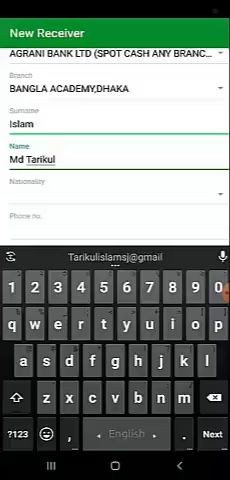 New Receiver
AGRANI BANK LTD (SPOT CASH ANY BRANC...
Branch
BANGLA ACADEMY,DHAKA
Surname
Islam
Name
Md Tarikul
Nationality
Phone no.
Tarikulislamsj@gmail
1 2 3 4 5 6 7 8 9 0
q w e r t y u i o p
a s d f g h j k l
z x c v b n m
?123 , English . Next